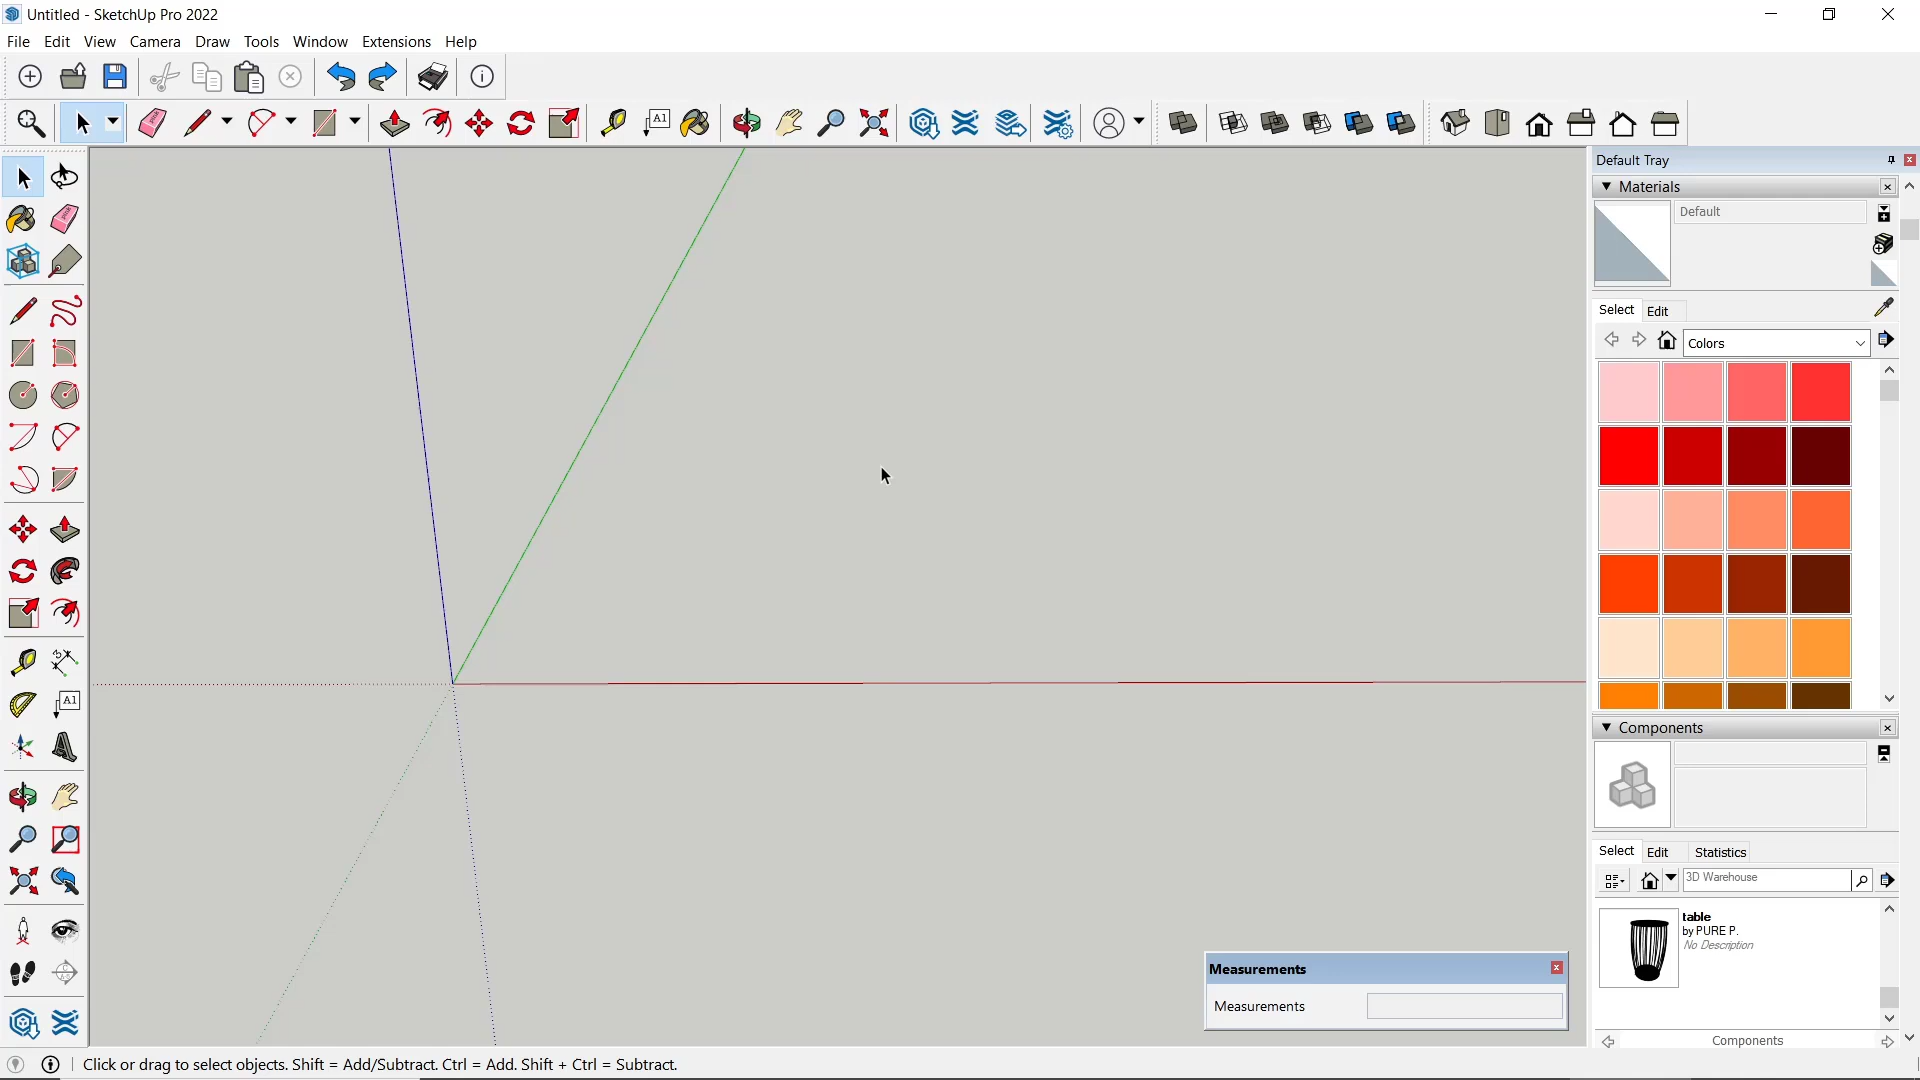 Untitled - SketchUp Pro 2022
File Edit View Camera Draw Tools Window Extensions Help
A1
Default Tray
Materials
Default
A1
Select Edit
Colors
Components
Select Edit Statistics
3D Warehouse
table
by PURE P.
No Description
Measurements
Measurements
Components
Click or drag to select objects. Shift = Add/Subtract. Ctrl = Add. Shift + Ctrl = Subtract.